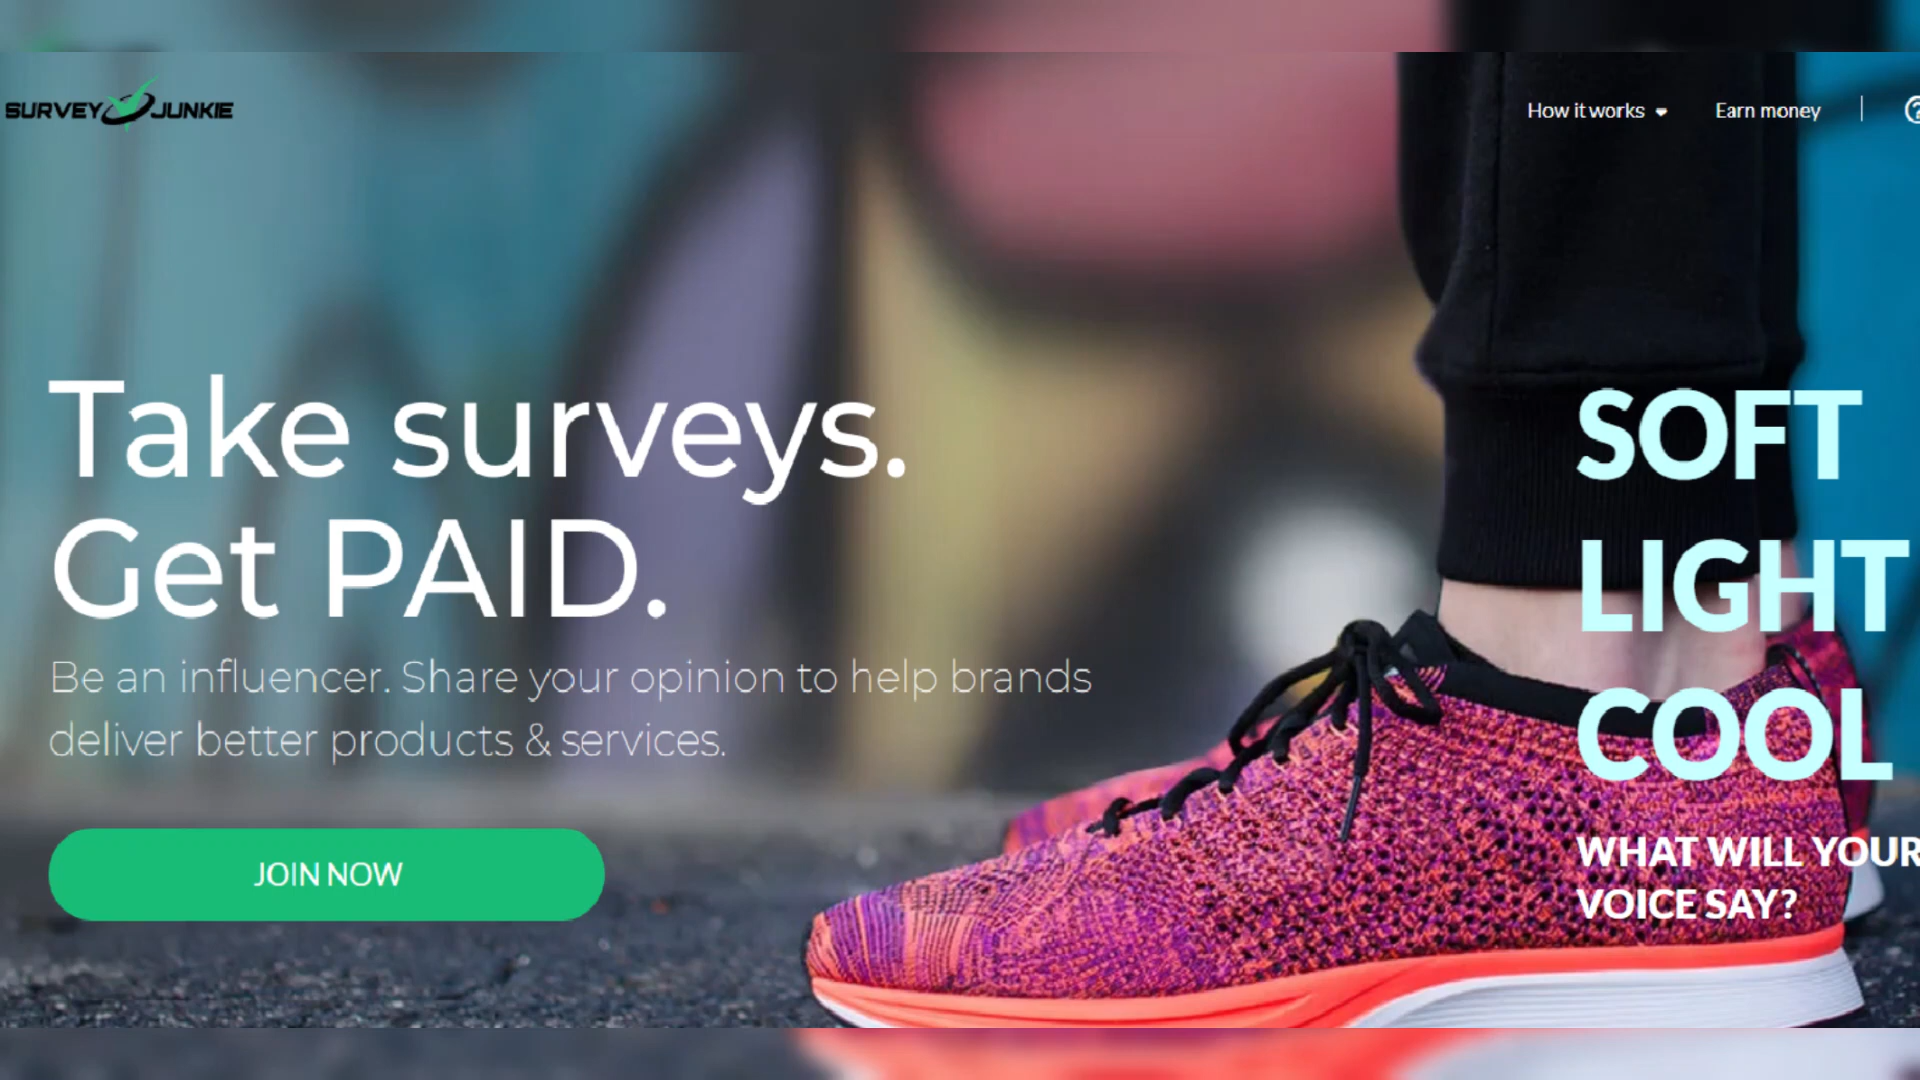 SURVEY JUNKIE
How it works
Earn money
Take surveys.
Get PAID.
Be an influencer. Share your opinion to help brands
deliver better products & services.
JOIN NOW
SOFT
LIGHT
COOL
WHAT WILL YOUR
VOICE SAY?